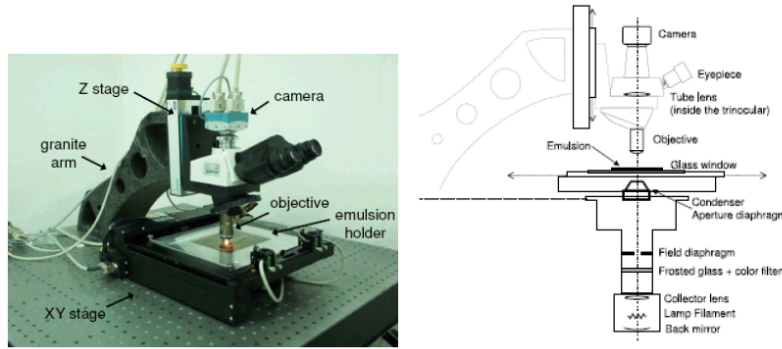 Z stage
camera
granite
arm
objective
emulsion
holder
XY stage
Camera
Eyepiece
Tube lens
(inside the trinocular)
Objective
Emulsion
Glass window
Condenser
Aperture diaphragm
Field diaphragm
Frosted glass + color filter
Collector lens
Lamp Filament
Back mirror